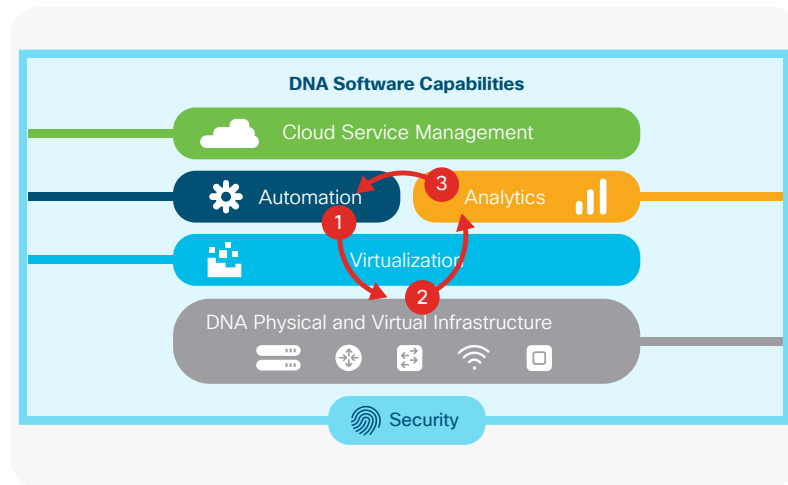 DNA Software Capabilities
Cloud Service Management
3
Automation
Analytics
1
Virtualization
2
DNA Physical and Virtual Infrastructure
Security